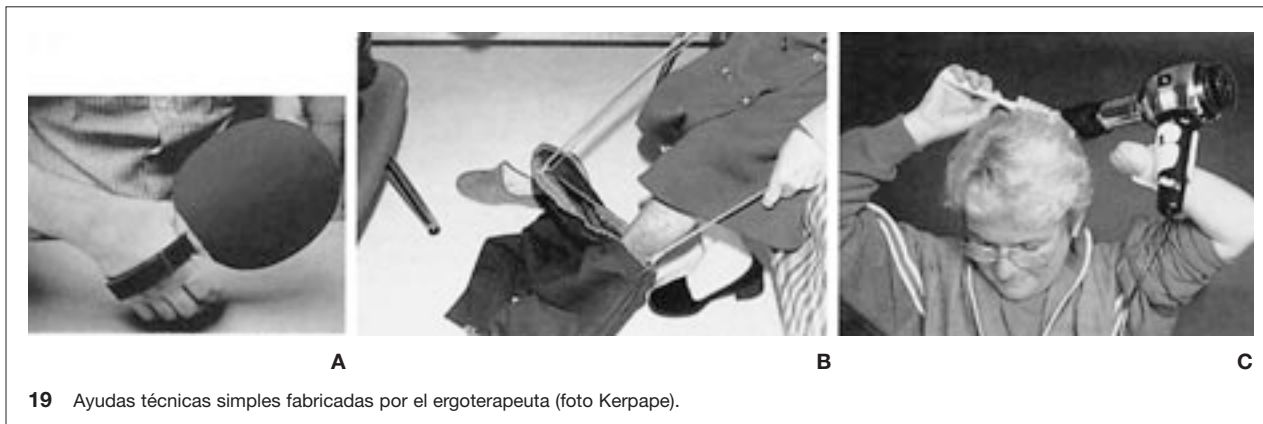 A
B
C
19 Ayudas técnicas simples fabricadas por el ergoterapeuta (foto Kerpape).